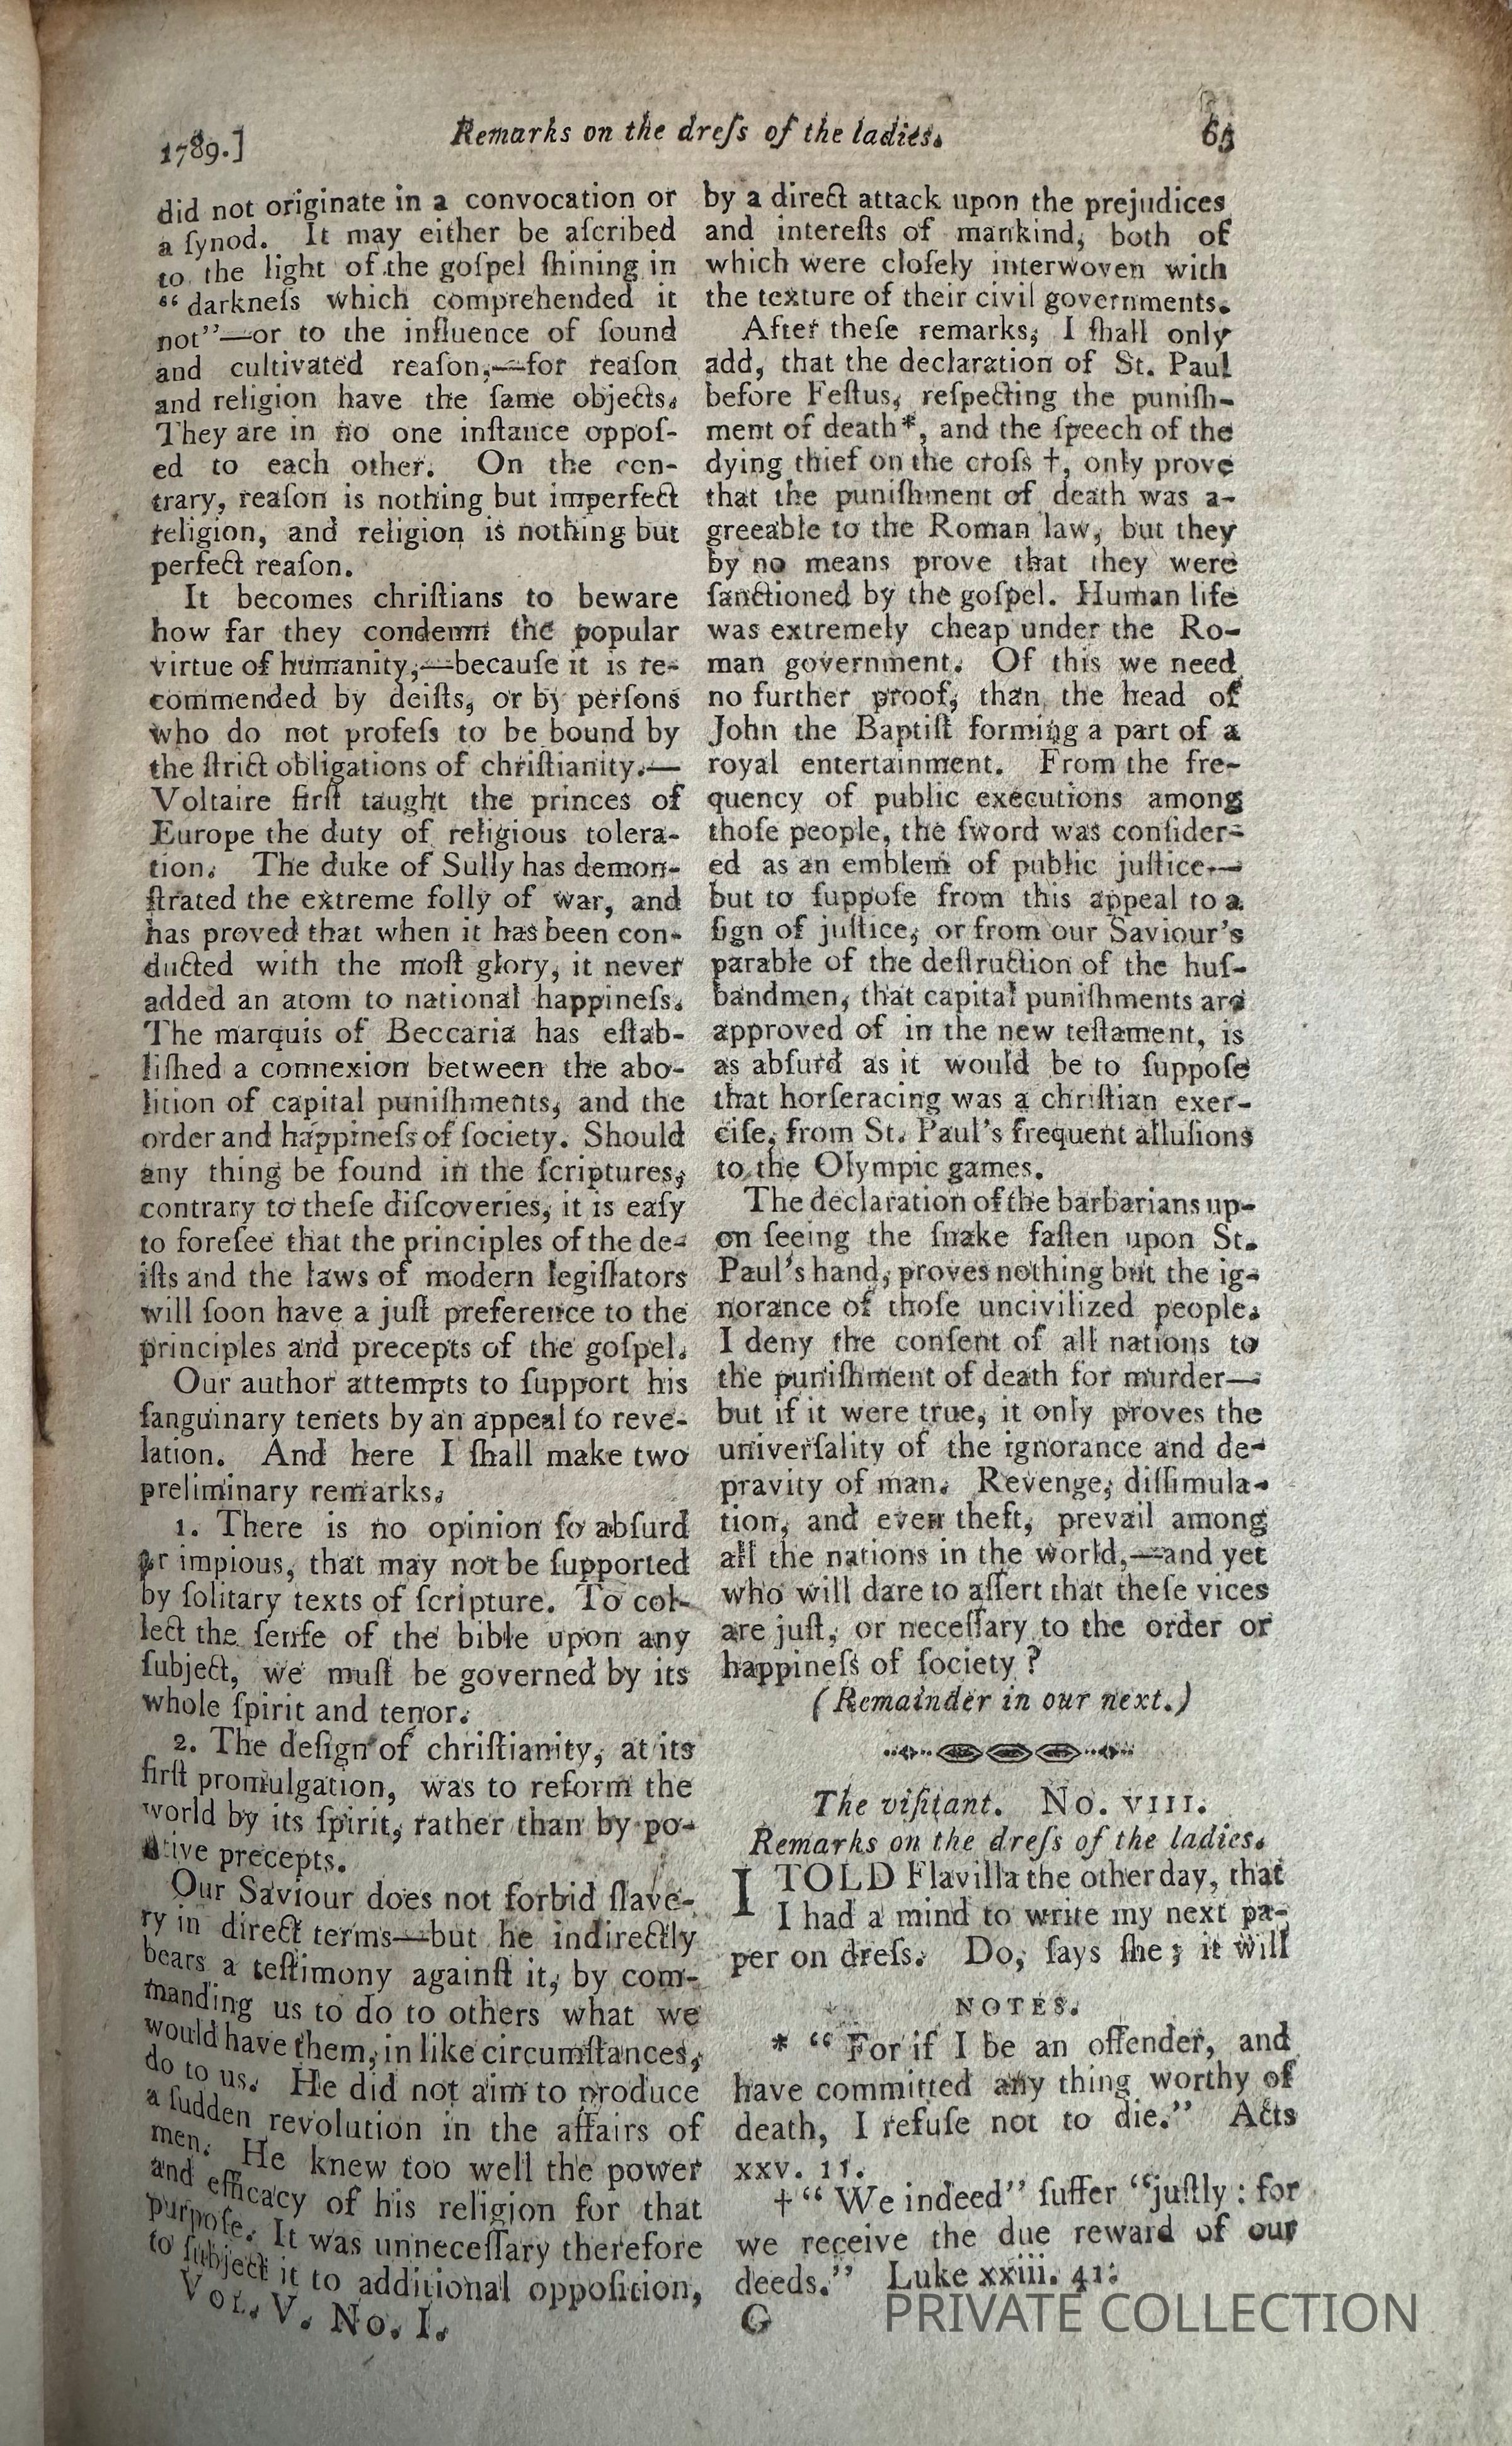 1789.] Remarks on the dreſs of the ladies. 65
did not originate in a convocation or
a ſynod. It may either be aſcribed
to the light of the goſpel ſhining in
“darkneſs which comprehended it
not”—or to the influence of ſound
and cultivated reaſon,—for reaſon
and religion have the ſame objects.
They are in no one inſtance oppoſ-
ed to each other. On the con-
trary, reaſon is nothing but imperfect
religion, and religion is nothing but
perfect reaſon.
It becomes chriſtians to beware
how far they condemn the popular
virtue of humanity,—becauſe it is re-
commended by deiſts, or by perſons
who do not profeſs to be bound by
the ſtrict obligations of chriſtianity.—
Voltaire firſt taught the princes of
Europe the duty of religious tolera-
tion. The duke of Sully has demon-
ſtrated the extreme folly of war, and
has proved that when it has been con-
ducted with the moſt glory, it never
added an atom to national happineſs.
The marquis of Beccaria has eſtab-
liſhed a connexion between the abo-
lition of capital puniſhments, and the
order and happineſs of ſociety. Should
any thing be found in the ſcriptures,
contrary to theſe diſcoveries, it is eaſy
to foreſee that the principles of the de-
iſts and the laws of modern legiſlators
will ſoon have a juſt preference to the
principles and precepts of the goſpel.
Our author attempts to ſupport his
ſanguinary tenets by an appeal to reve-
lation. And here I ſhall make two
preliminary remarks.
1. There is no opinion ſo abſurd
or impious, that may not be ſupported
by ſolitary texts of ſcripture. To col-
lect the ſenſe of the bible upon any
ſubject, we muſt be governed by its
whole ſpirit and tenor.
2. The deſign of chriſtianity, at its
firſt promulgation, was to reform the
world by its ſpirit, rather than by po-
ſitive precepts.
Our Saviour does not forbid ſlave-
ry in direct terms—but he indirectly
bears a teſtimony againſt it, by com-
manding us to do to others what we
would have them, in like circumſtances,
do to us. He did not aim to produce
a ſudden revolution in the affairs of
men. He knew too well the power
and efficacy of his religion for that
purpoſe. It was unneceſſary therefore
to ſubject it to additional oppoſition,
Vol. V. No. I.
by a direct attack upon the prejudices
and intereſts of mankind, both of
which were cloſely interwoven with
the texture of their civil governments.
After theſe remarks, I ſhall only
add, that the declaration of St. Paul
before Feſtus, reſpecting the puniſh-
ment of death*, and the ſpeech of the
dying thief on the croſs †, only prove
that the puniſhment of death was a-
greeable to the Roman law, but they
by no means prove that they were
ſanctioned by the goſpel. Human life
was extremely cheap under the Ro-
man government. Of this we need
no further proof, than the head of
John the Baptiſt forming a part of a
royal entertainment. From the fre-
quency of public executions among
thoſe people, the ſword was conſider-
ed as an emblem of public juſtice.—
but to ſuppoſe from this appeal to a
ſign of juſtice, or from our Saviour’s
parable of the deſtruction of the huſ-
bandmen, that capital puniſhments are
approved of in the new teſtament, is
as abſurd as it would be to ſuppoſe
that horſeracing was a chriſtian exer-
ciſe, from St. Paul’s frequent alluſions
to the Olympic games.
The declaration of the barbarians up-
on ſeeing the ſnake faſten upon St.
Paul’s hand, proves nothing but the ig-
norance of thoſe uncivilized people.
I deny the conſent of all nations to
the puniſhment of death for murder—
but if it were true, it only proves the
univerſality of the ignorance and de-
pravity of man. Revenge, diſſimula-
tion, and even theft, prevail among
all the nations in the world,—and yet
who will dare to aſſert that theſe vices
are juſt, or neceſſary to the order or
happineſs of ſociety?
(Remainder in our next.)
The viſitant. No. VIII.
Remarks on the dreſs of the ladies.
I TOLD Flavilla the other day, that
I had a mind to write my next pa-
per on dreſs. Do, ſays ſhe; it will
NOTES.
* “For if I be an offender, and
have committed any thing worthy of
death, I refuſe not to die.” Acts
xxv. 11.
† “We indeed” ſuffer “juſtly: for
we receive the due reward of our
deeds.” Luke xxiii. 41.
G
PRIVATE COLLECTION